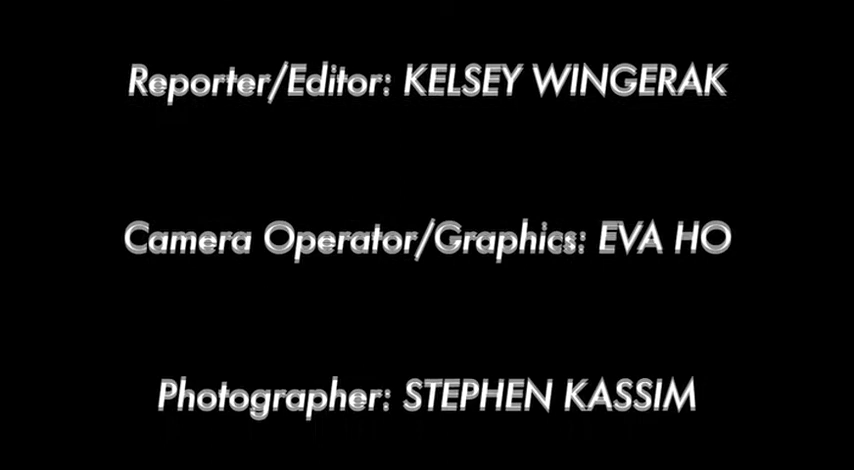 Reporter/Editor: KELSEY WINGERAK
Camera Operator/Graphics: EVA HO
Photographer: STEPHEN KASSIM